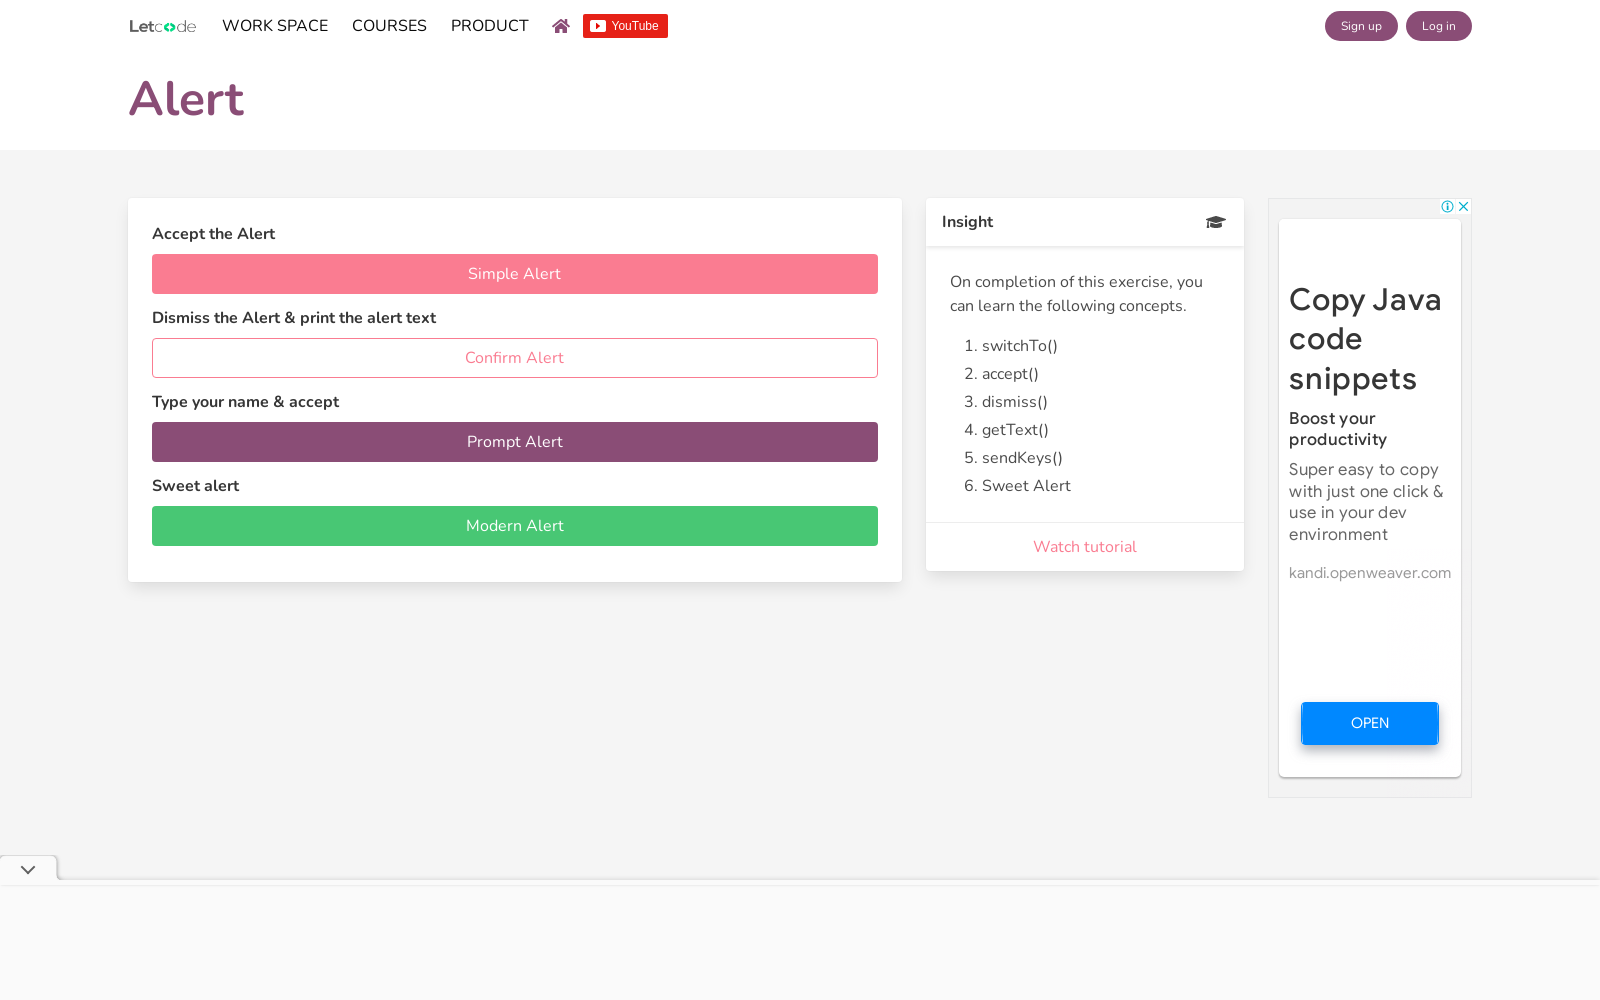 Letcode
WORK SPACE
COURSES
PRODUCT
YouTube
Sign up
Log in
Alert
Accept the Alert
Simple Alert
Dismiss the Alert & print the alert text
Confirm Alert
Type your name & accept
Prompt Alert
Sweet alert
Modern Alert
Insight
On completion of this exercise, you
can learn the following concepts.
1. switchTo()
2. accept()
3. dismiss()
4. getText()
5. sendKeys()
6. Sweet Alert
Watch tutorial
Copy Java
code
snippets
Boost your
productivity
Super easy to copy
with just one click &
use in your dev
environment
kandi.openweaver.com
OPEN